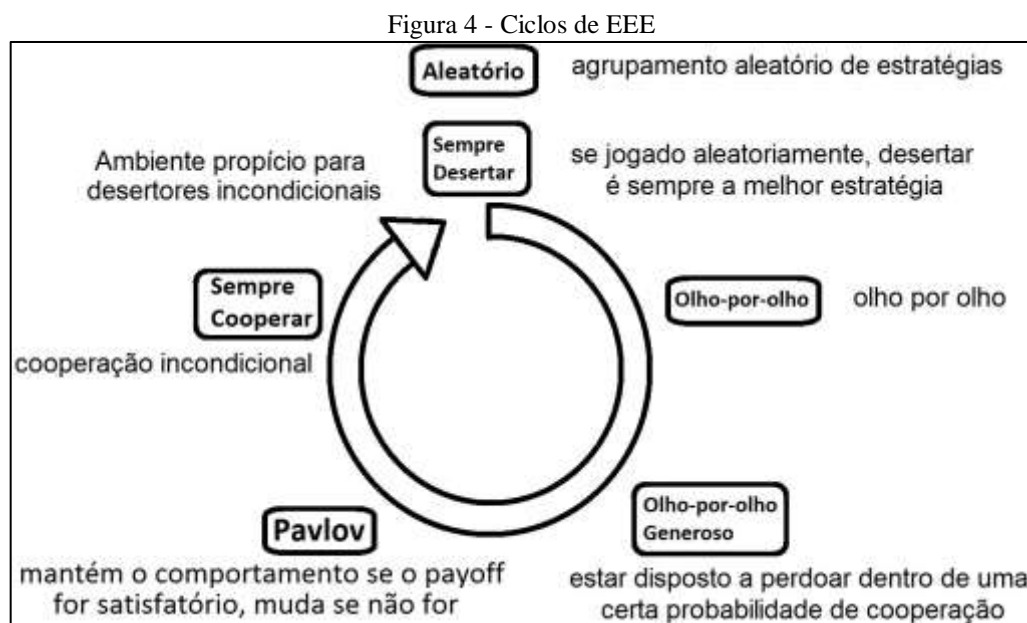 Figura 4 - Ciclos de EEE
Aleatório
agrupamento aleatório de estratégias
Sempre
Desertar
se jogado aleatoriamente, desertar
é sempre a melhor estratégia
Ambiente propício para
desertores incondicionais
Sempre
Cooperar
cooperação incondicional
Olho-por-olho
olho por olho
Pavlov
mantém o comportamento se o payoff
for satisfatório, muda se não for
Olho-por-olho
Generoso
estar disposto a perdoar dentro de uma
certa probabilidade de cooperação